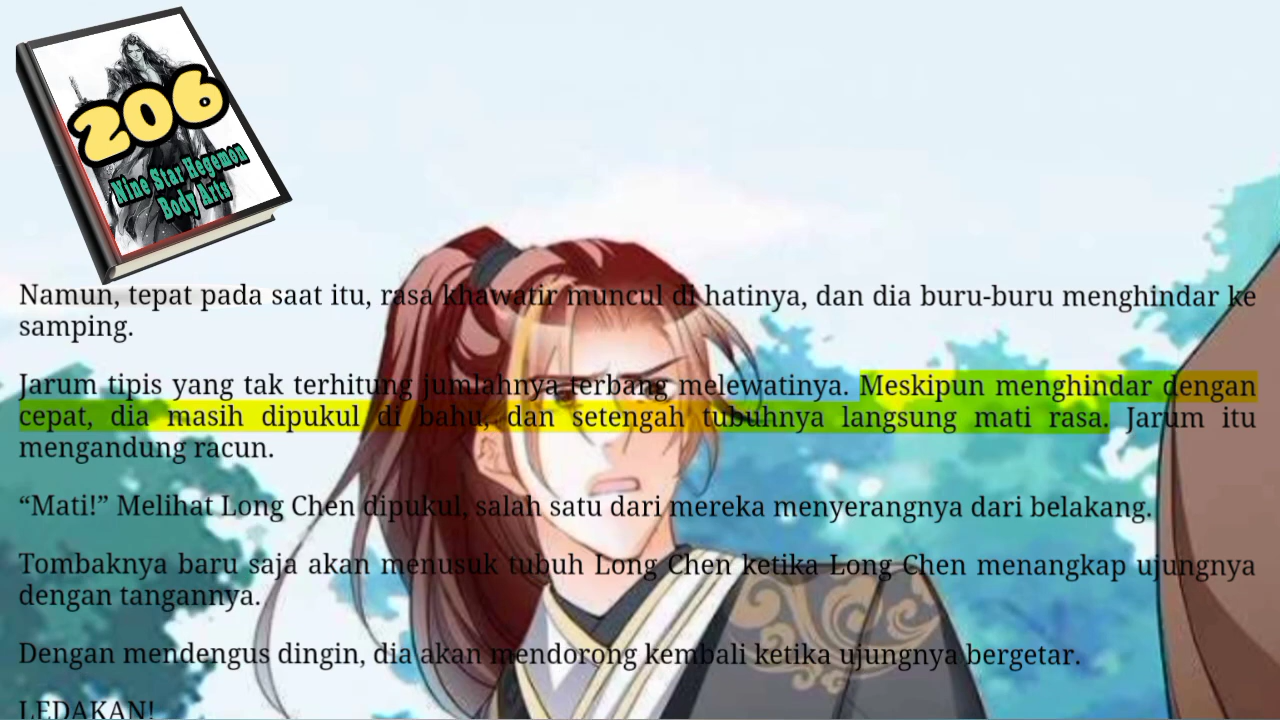 206
Nine Star Hegemon
Body Arts
Namun, tepat pada saat itu, rasa khawatir muncul di hatinya, dan dia buru-buru menghindar ke
samping.
Jarum tipis yang tak terhitung jumlahnya terbang melewatinya. Meskipun menghindar dengan
cepat, dia masih dipukul di bahu, dan setengah tubuhnya langsung mati rasa. Jarum itu
mengandung racun.
“Mati!” Melihat Long Chen dipukul, salah satu dari mereka menyerangnya dari belakang.
Tombaknya baru saja akan menusuk tubuh Long Chen ketika Long Chen menangkap ujungnya
dengan tangannya.
Dengan mendengus dingin, dia akan mendorong kembali ketika ujungnya bergetar.
LEDAKAN!